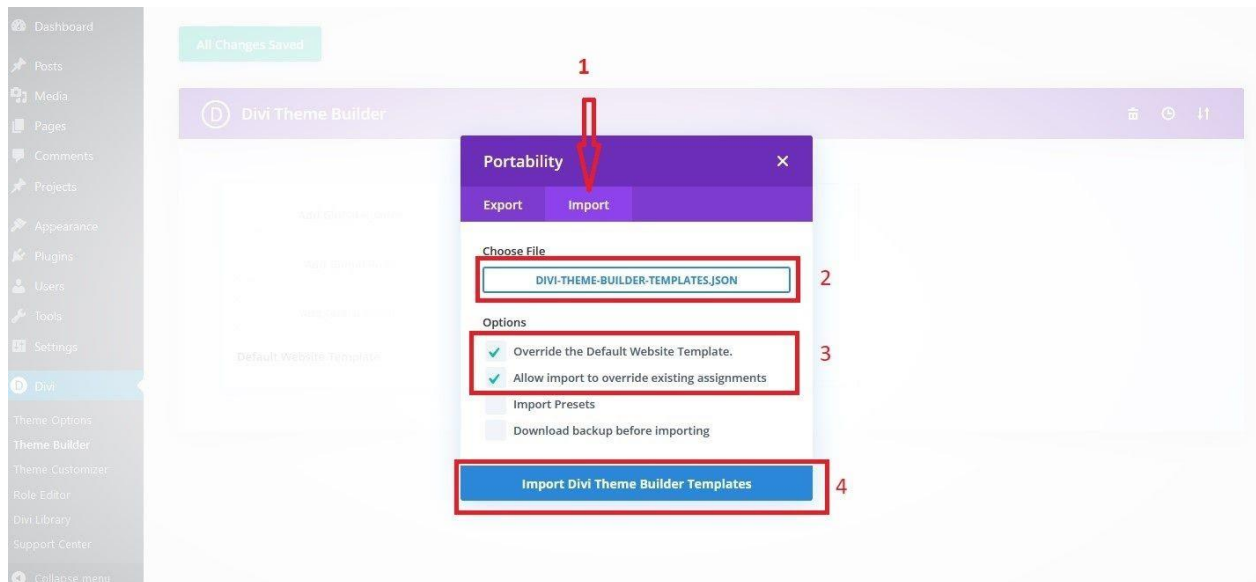 Dashboard
Posts
Media
Pages
Comments
Projects
Appearance
Plugins
Users
Tools
Settings
Divi
Theme Options
Theme Builder
Theme Customizer
Role Editor
Divi Library
Support Center
Collapse menu
All Changes Saved
Divi Theme Builder
Default Website Template
1
Portability
Export Import
Choose File
DIVI-THEME-BUILDER-TEMPLATES.JSON
2
Options
Override the Default Website Template.
3
Allow import to override existing assignments
Import Presets
Download backup before importing
Import Divi Theme Builder Templates
4